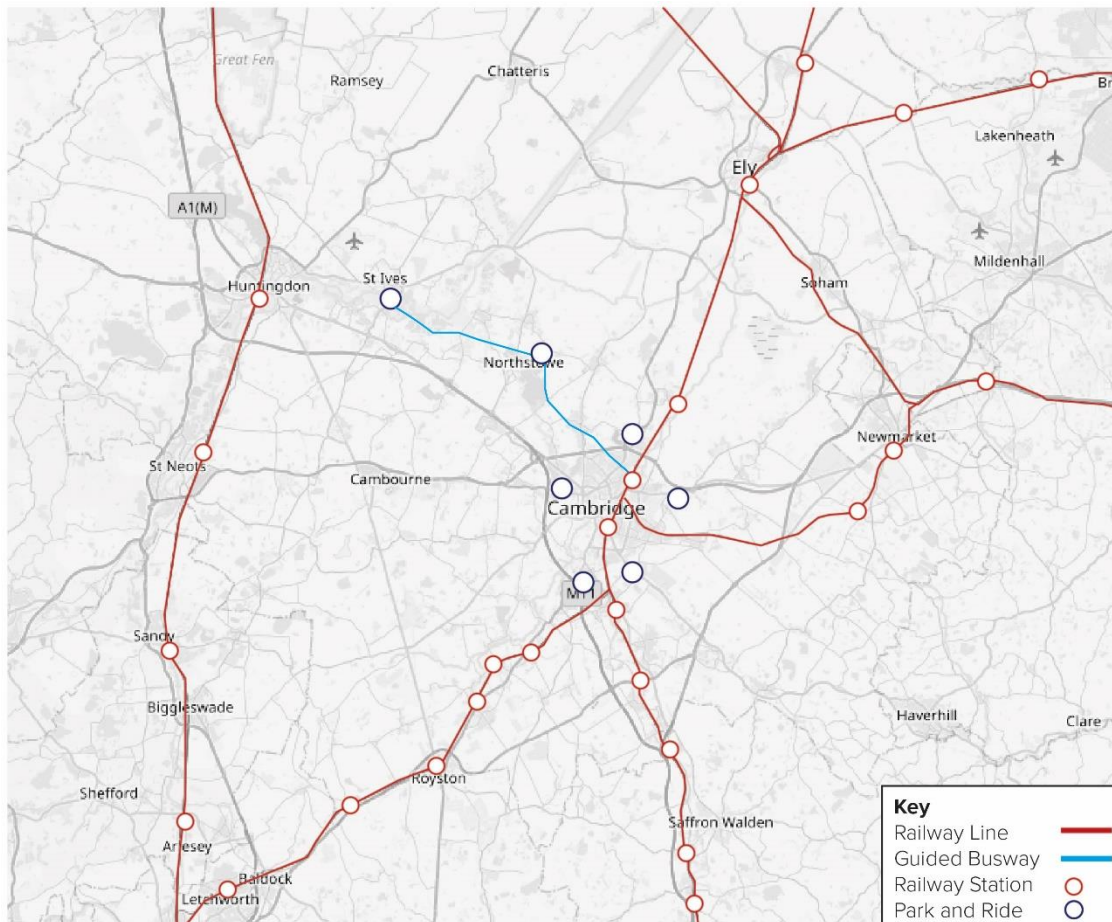 Great Fen
Ramsey
Chatteris
Br
Lakenheath
Ely
A1(M)
Mildenhall
St Ives
Soham
Huntingdon
Northstowe
Newmarket
St Neots
Cambourne
Cambridge
M11
Sandy
Biggleswade
Haverhill
Clare
Royston
Shefford
Saffron Walden
Arlesey
Baldock
Letchworth
Key
Railway Line
Guided Busway
Railway Station
Park and Ride